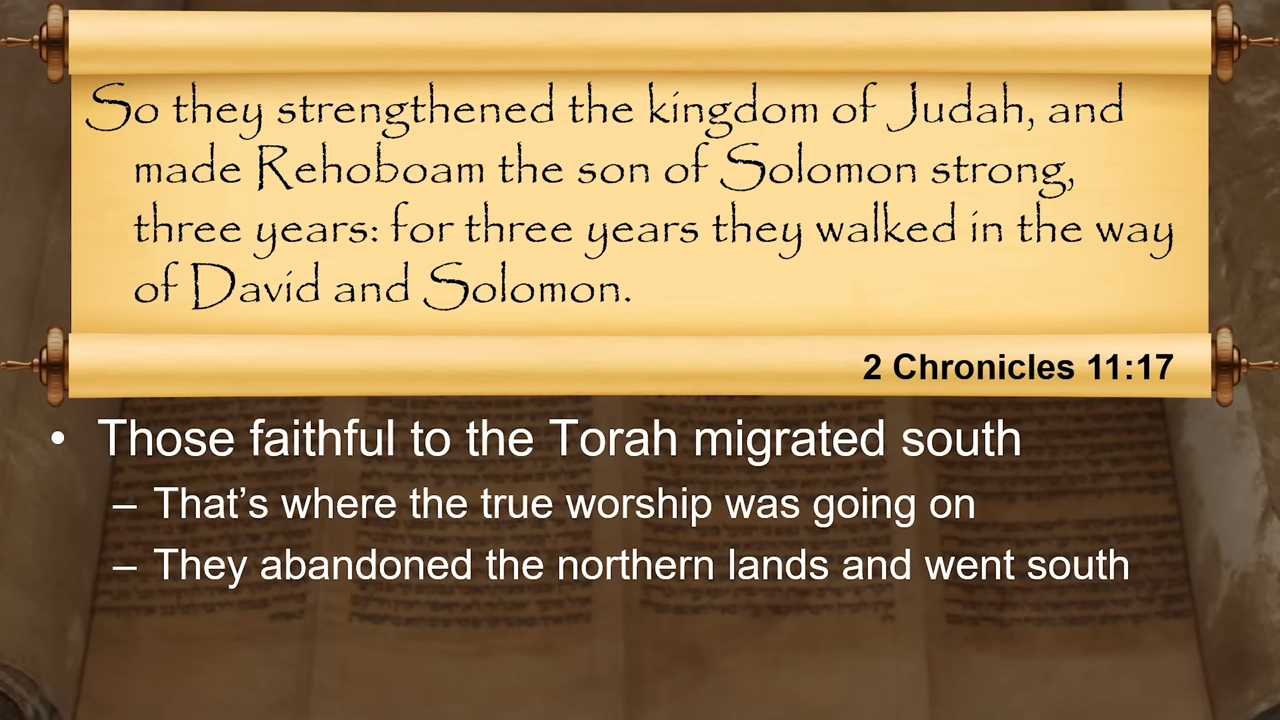 So they strengthened the kingdom of Judah, and
made Rehoboam the son of Solomon strong,
three years: for three years they walked in the way
of David and Solomon.
2 Chronicles 11:17
• Those faithful to the Torah migrated south
– That’s where the true worship was going on
– They abandoned the northern lands and went south